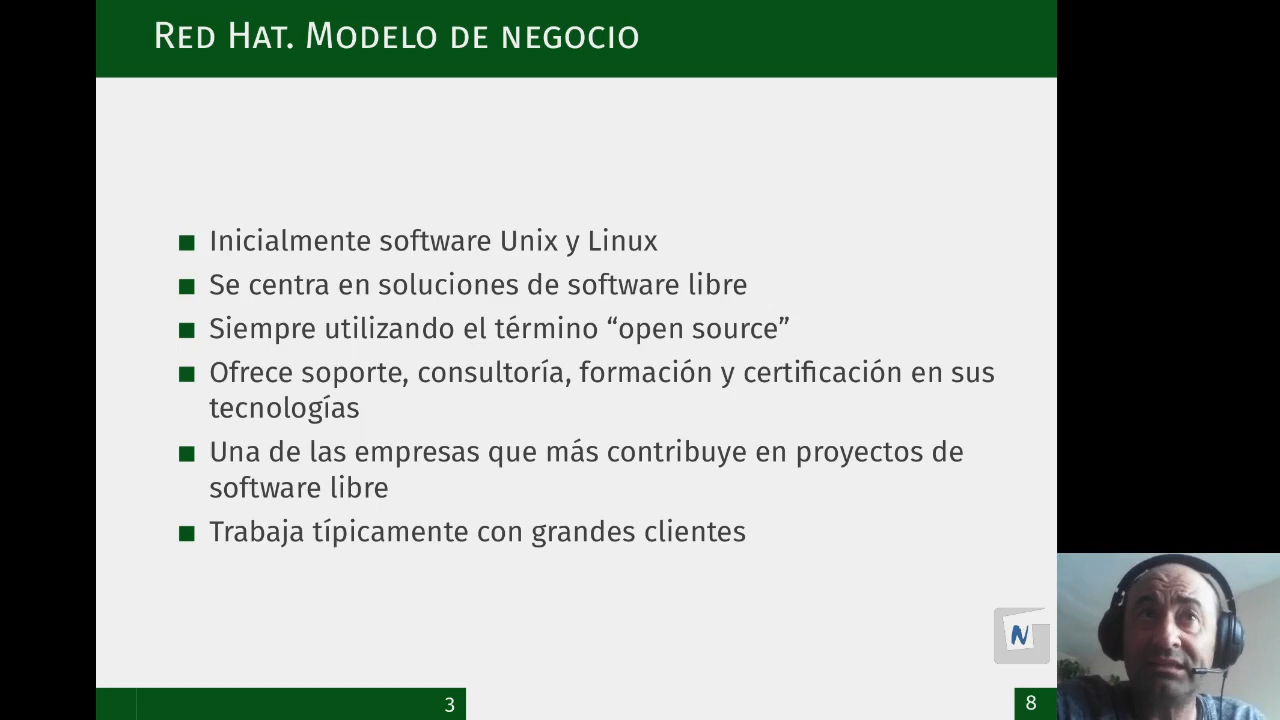 Red Hat. Modelo de negocio
Inicialmente software Unix y Linux
Se centra en soluciones de software libre
Siempre utilizando el término “open source”
Ofrece soporte, consultoría, formación y certificación en sus
tecnologías
Una de las empresas que más contribuye en proyectos de
software libre
Trabaja típicamente con grandes clientes
N
3
8